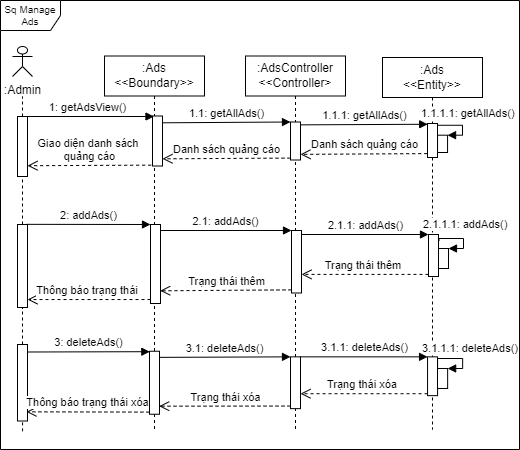 Sq Manage
Ads
:Admin
:Ads
<<Boundary>>
:AdsController
<<Controller>
:Ads
<<Entity>>
1: getAdsView()
1.1: getAllAds()
1.1.1: getAllAds()
1.1.1.1: getAllAds()
Giao diện danh sách
quảng cáo
Danh sách quảng cáo
Danh sách quảng cáo
2: addAds()
2.1: addAds()
2.1.1: addAds()
2.1.1.1: addAds()
Thông báo trạng thái
Trạng thái thêm
Trạng thái thêm
3: deleteAds()
3.1: deleteAds()
3.1.1: deleteAds()
3.1.1.1: deleteAds()
Thông báo trạng thái xóa
Trạng thái xóa
Trạng thái xóa